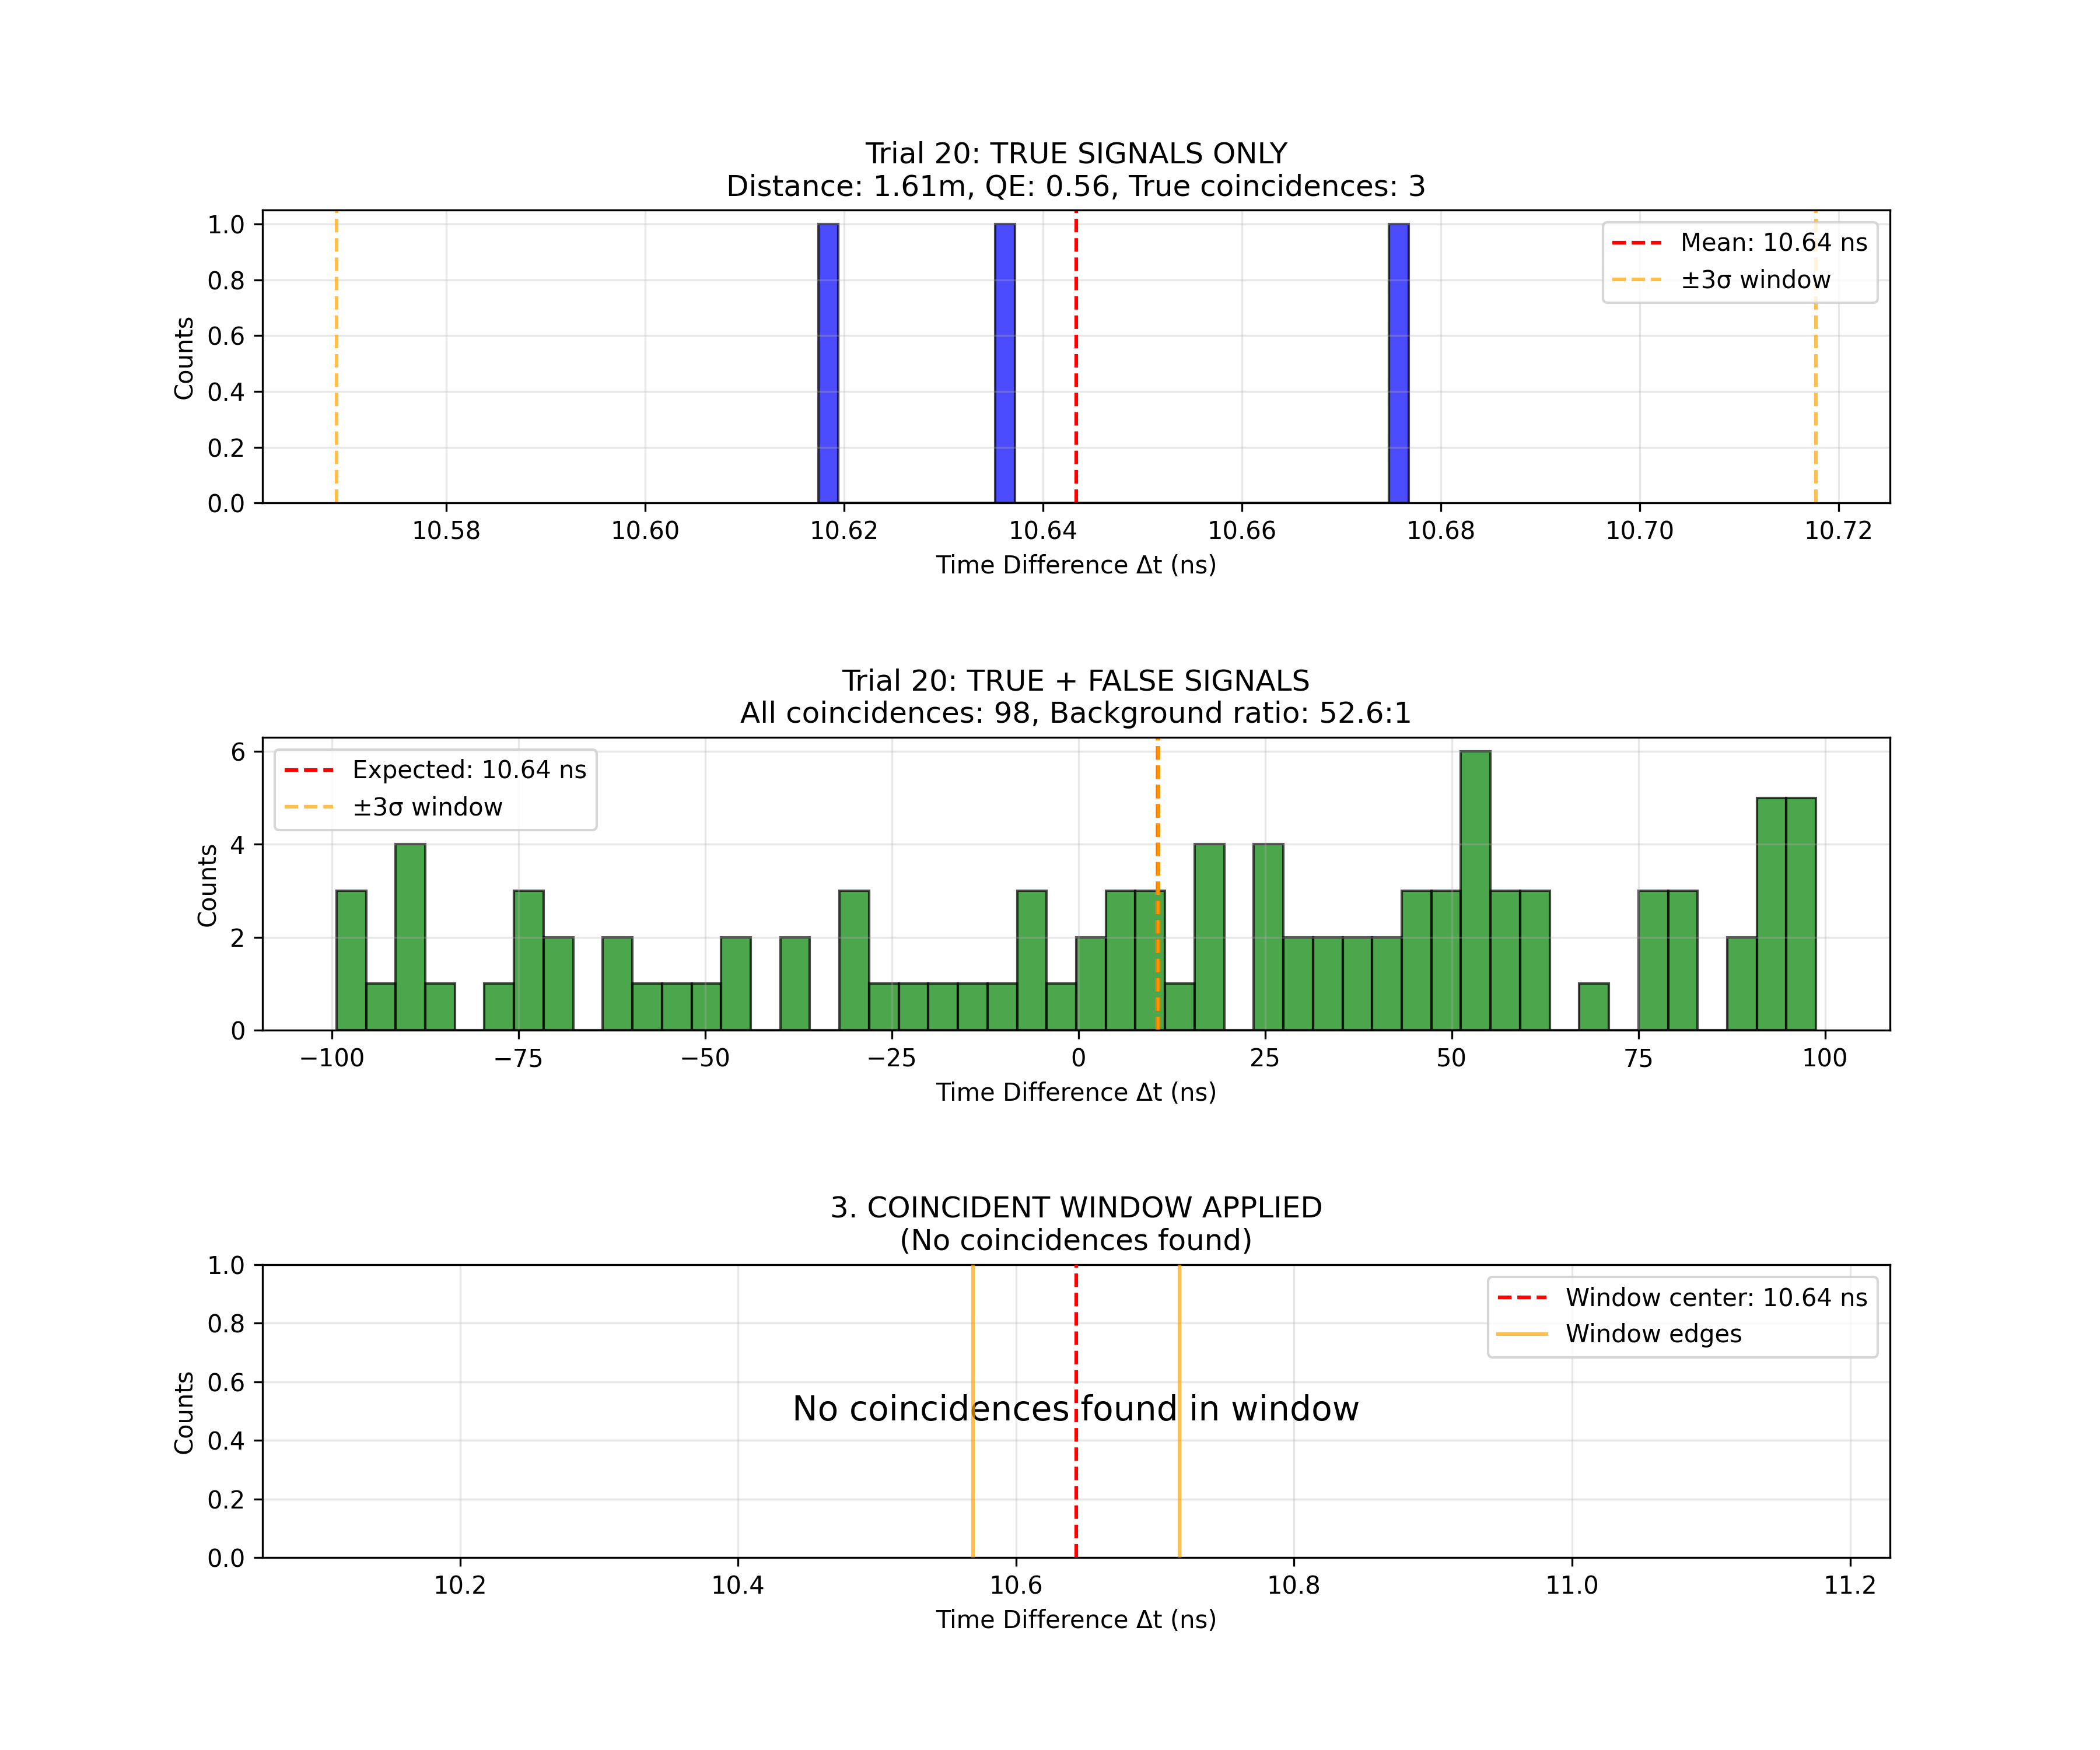 Trial 20: TRUE SIGNALS ONLY
Distance: 1.61m, QE: 0.56, True coincidences: 3
Counts
1.0
0.8
0.6
0.4
0.2
0.0
Mean: 10.64 ns
±3σ window
10.58 10.60 10.62 10.64 10.66 10.68 10.70 10.72
Time Difference Δt (ns)
Trial 20: TRUE + FALSE SIGNALS
All coincidences: 98, Background ratio: 52.6:1
Counts
6
4
2
0
Expected: 10.64 ns
±3σ window
−100 −75 −50 −25 0 25 50 75 100
Time Difference Δt (ns)
3. COINCIDENT WINDOW APPLIED
(No coincidences found)
Counts
1.0
0.8
0.6
0.4
0.2
0.0
Window center: 10.64 ns
Window edges
No coincidences found in window
10.2 10.4 10.6 10.8 11.0 11.2
Time Difference Δt (ns)